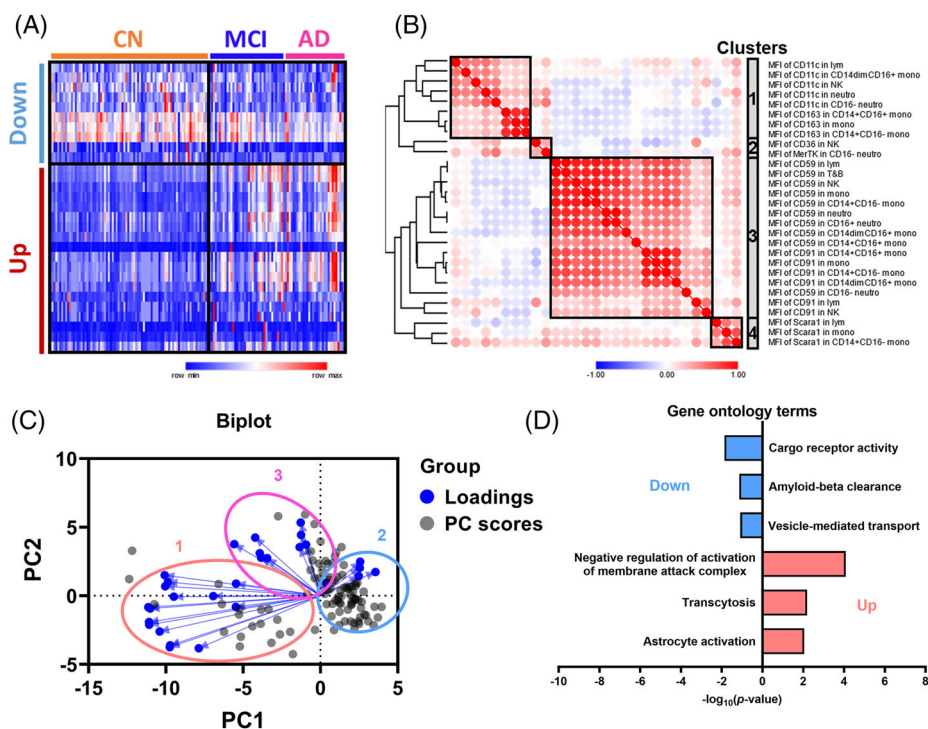 (A)
CN MCI AD
Down
Up
row min row max
(B)
Clusters
MFI of CD11c in lym
MFI of CD11c in CD14dimCD16+ mono
MFI of CD11c in NK
MFI of CD11c in neutro
MFI of CD11c in CD16- neutro
MFI of CD163 in CD14+CD16+ mono
MFI of CD163 in mono
MFI of CD163 in CD14+CD16- mono
MFI of CD36 in NK
MFI of MerTK in CD16- neutro
MFI of CD59 in lym
MFI of CD59 in T&B
MFI of CD59 in NK
MFI of CD59 in mono
MFI of CD59 in CD14+CD16- mono
MFI of CD59 in neutro
MFI of CD59 in CD16+ neutro
MFI of CD59 in CD14dimCD16+ mono
MFI of CD59 in CD14+CD16+ mono
MFI of CD91 in CD14+CD16+ mono
MFI of CD91 in mono
MFI of CD91 in CD14+CD16- mono
MFI of CD91 in CD14dimCD16+ mono
MFI of CD59 in CD16- neutro
MFI of CD91 in lym
MFI of CD91 in NK
MFI of Scara1 in lym
MFI of Scara1 in mono
MFI of Scara1 in CD14+CD16- mono
1
2
3
4
-1.00 0.00 1.00
(C)
Biplot
PC2
10
5
0
-5
-15 -10 -5 0 5
PC1
1
3
2
Group
Loadings
PC scores
(D)
Gene ontology terms
Cargo receptor activity
Down
Amyloid-beta clearance
Vesicle-mediated transport
Negative regulation of activation
of membrane attack complex
Transcytosis
Up
Astrocyte activation
-10 -8 -6 -4 -2 0 2 4 6 8 10
-log10(p-value)